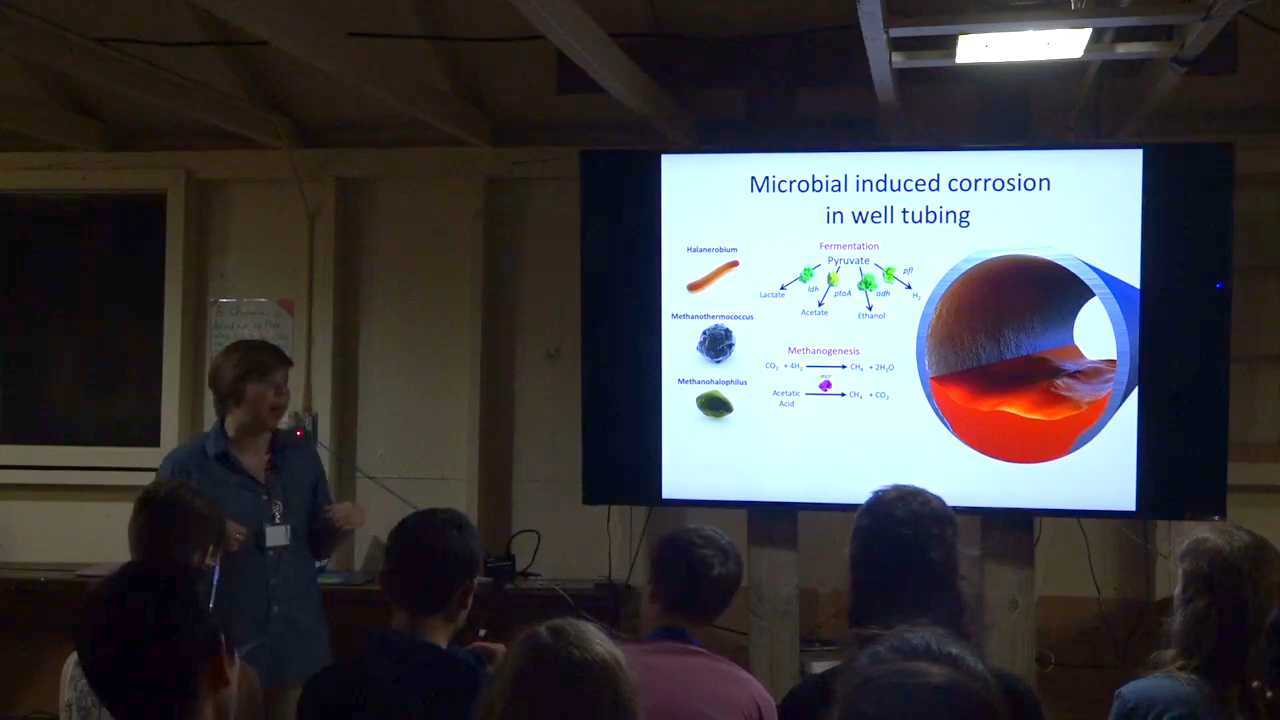 Microbial induced corrosion
in well tubing
Halanerobium
Methanothermococcus
Methanohalophilus
Fermentation
Pyruvate
ldh
ptaA
adh
pfl
Lactate
Acetate
Ethanol
H₂
Methanogenesis
CO₂ + 4H₂ CH₄ + 2H₂O
mcr
Acetatic
Acid
CH₄ + CO₂